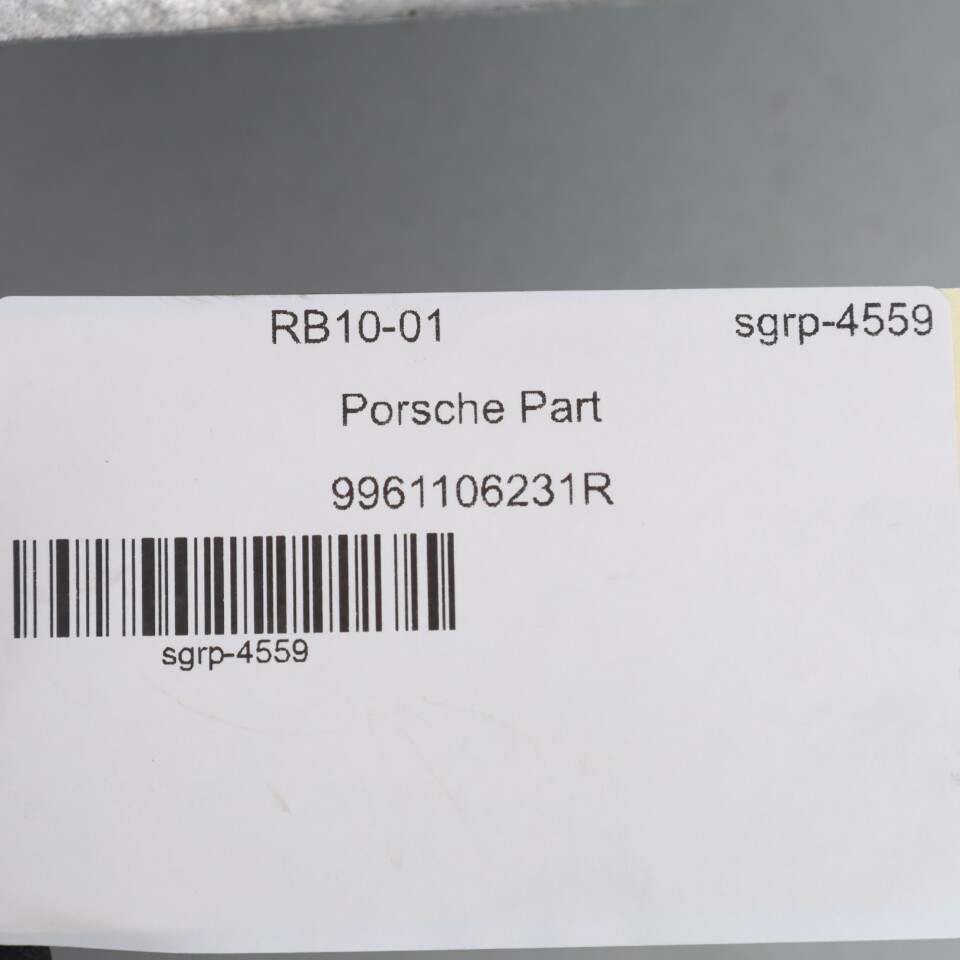 RB10-01 sgrp-4559
Porsche Part
9961106231R
sgrp-4559